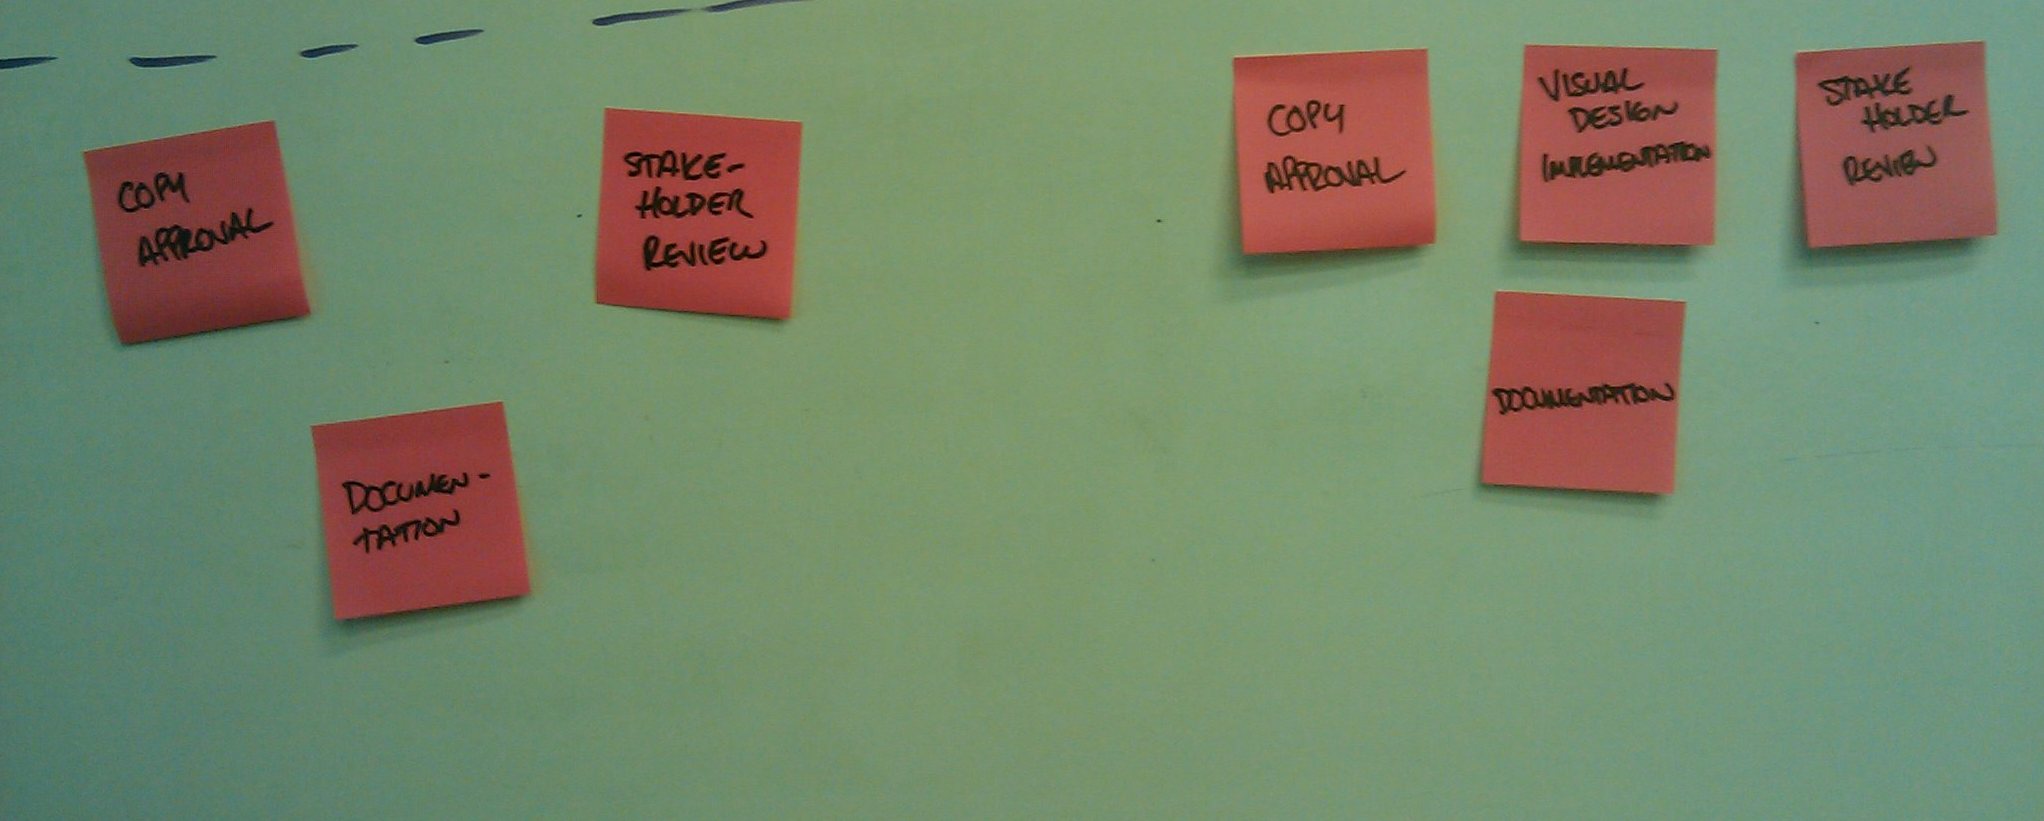 COPY
APPROVAL
STAKE-
HOLDER
REVIEW
DOCUMEN-
TATION
COPY
APPROVAL
VISUAL
DESIGN
IMPLEMENTATION
STAKE
HOLDER
REVIEW
DOCUMENTATION